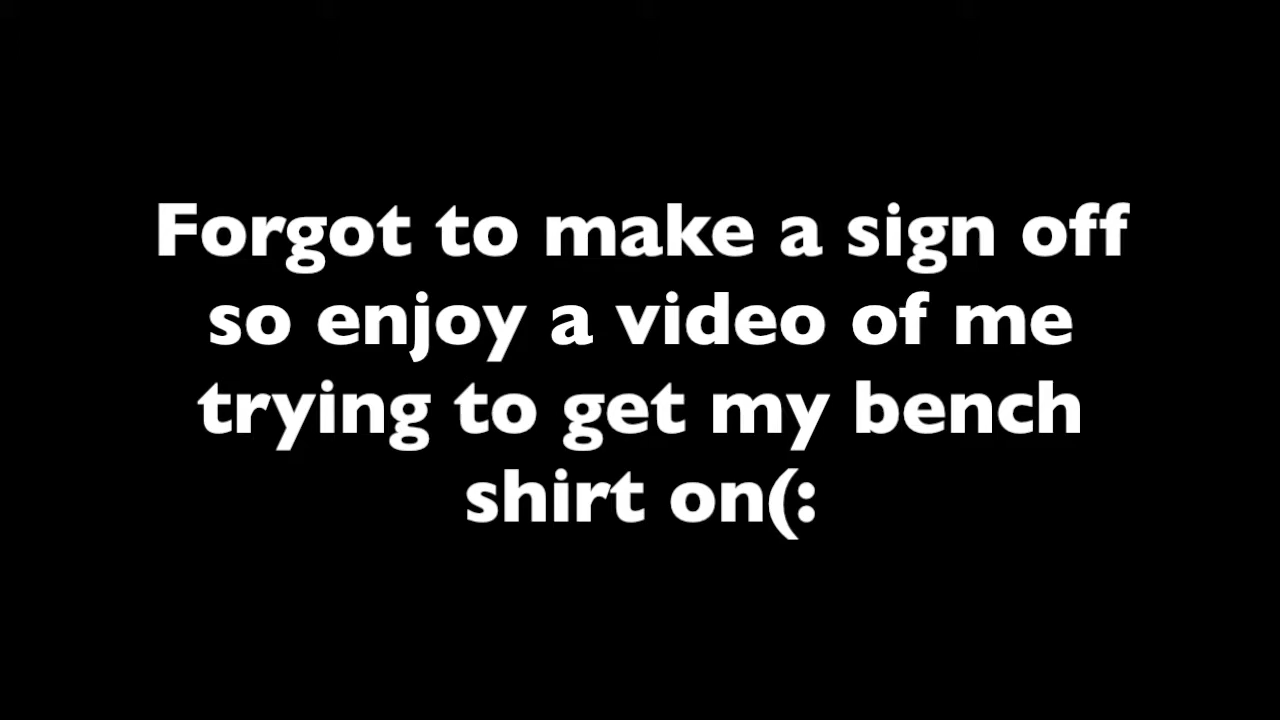 Forgot to make a sign off
so enjoy a video of me
trying to get my bench
shirt on(: